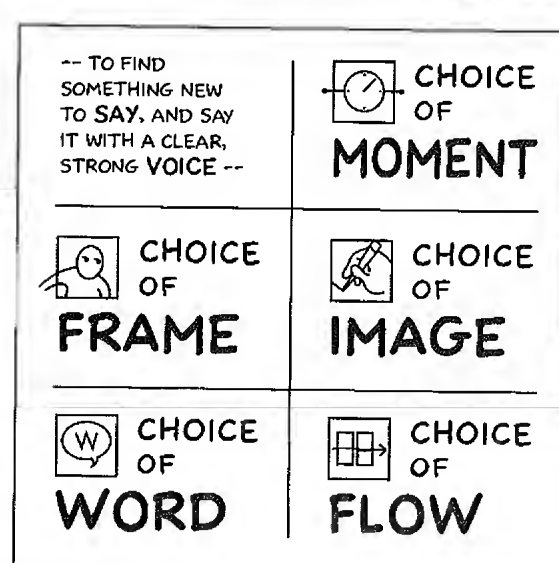 -- TO FIND
SOMETHING NEW
TO SAY, AND SAY
IT WITH A CLEAR,
STRONG VOICE --
CHOICE
OF
MOMENT
CHOICE
OF
FRAME
CHOICE
OF
IMAGE
W
CHOICE
OF
WORD
CHOICE
OF
FLOW